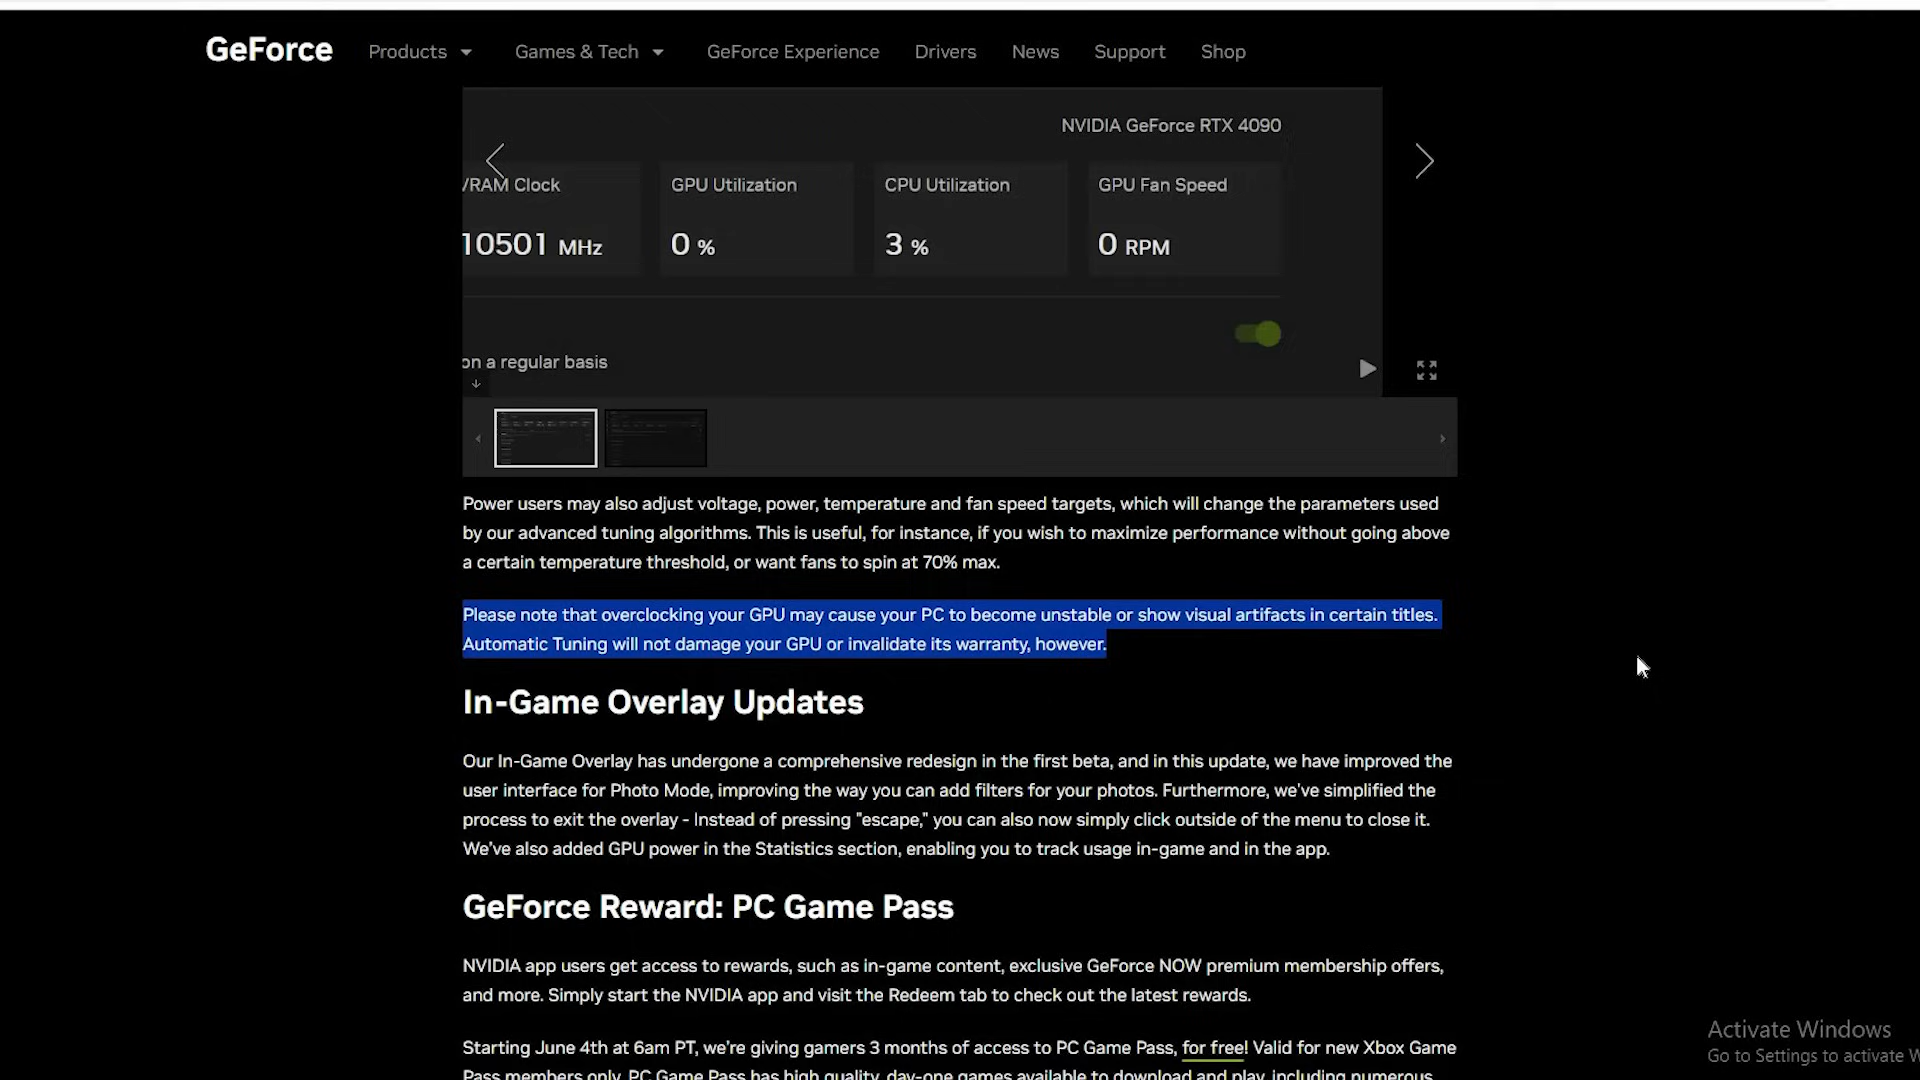 GeForce Products Games & Tech GeForce Experience Drivers News Support Shop
NVIDIA GeForce RTX 4090
VRAM Clock GPU Utilization CPU Utilization GPU Fan Speed
10501 MHz 0 % 3 % 0 RPM
on a regular basis
Power users may also adjust voltage, power, temperature and fan speed targets, which will change the parameters used
by our advanced tuning algorithms. This is useful, for instance, if you wish to maximize performance without going above
a certain temperature threshold, or want fans to spin at 70% max.
Please note that overclocking your GPU may cause your PC to become unstable or show visual artifacts in certain titles.
Automatic Tuning will not damage your GPU or invalidate its warranty, however.
In-Game Overlay Updates
Our In-Game Overlay has undergone a comprehensive redesign in the first beta, and in this update, we have improved the
user interface for Photo Mode, improving the way you can add filters for your photos. Furthermore, we've simplified the
process to exit the overlay - Instead of pressing "escape," you can also now simply click outside of the menu to close it.
We've also added GPU power in the Statistics section, enabling you to track usage in-game and in the app.
GeForce Reward: PC Game Pass
NVIDIA app users get access to rewards, such as in-game content, exclusive GeForce NOW premium membership offers,
and more. Simply start the NVIDIA app and visit the Redeem tab to check out the latest rewards.
Starting June 4th at 6am PT, we're giving gamers 3 months of access to PC Game Pass, for free! Valid for new Xbox Game
Pass members only. PC Game Pass has high quality, day-one games available to download and play, including numerous
Activate Windows
Go to Settings to activate W